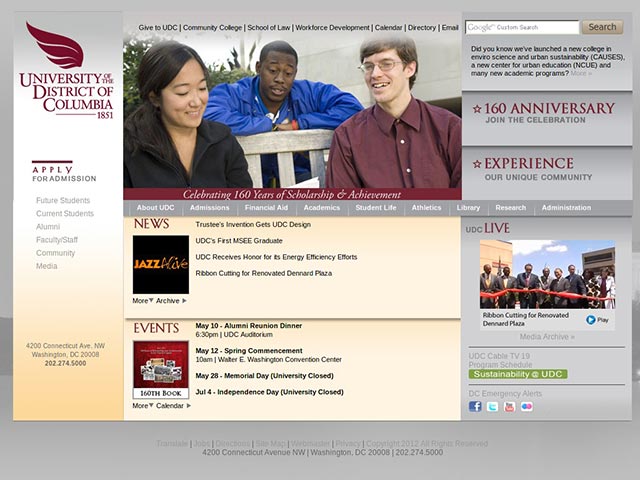 Give to UDC | Community College | School of Law | Workforce Development | Calendar | Directory | Email
Google™ Custom Search
Search
UNIVERSITY OF THE
DISTRICT OF
COLUMBIA
1851
Did you know we've launched a new college in
enviro science and urban sustainability (CAUSES),
a new center for urban education (NCUE) and
many new academic programs? More »
160 ANNIVERSARY
JOIN THE CELEBRATION
EXPERIENCE
OUR UNIQUE COMMUNITY
APPLY
FOR ADMISSION
Future Students
Current Students
Alumni
Faculty/Staff
Community
Media
4200 Connecticut Ave. NW
Washington, DC 20008
202.274.5000
Celebrating 160 Years of Scholarship & Achievement
About UDC
Admissions
Financial Aid
Academics
Student Life
Athletics
Library
Research
Administration
NEWS
JAZZAlive
More
Archive
Trustee's Invention Gets UDC Design
UDC's First MSEE Graduate
UDC Receives Honor for its Energy Efficiency Efforts
Ribbon Cutting for Renovated Dennard Plaza
EVENTS
160TH BOOK
More
Calendar
May 10 - Alumni Reunion Dinner
6:30pm | UDC Auditorium
May 12 - Spring Commencement
10am | Walter E. Washington Convention Center
May 28 - Memorial Day (University Closed)
Jul 4 - Independence Day (University Closed)
UDC LIVE
Ribbon Cutting for Renovated
Dennard Plaza
Play
Media Archive »
UDC Cable TV 19
Program Schedule
Sustainability @ UDC
DC Emergency Alerts
Translate | Jobs | Directions | Site Map | Webmaster | Privacy | Copyright 2012 All Rights Reserved
4200 Connecticut Avenue NW | Washington, DC 20008 | 202.274.5000